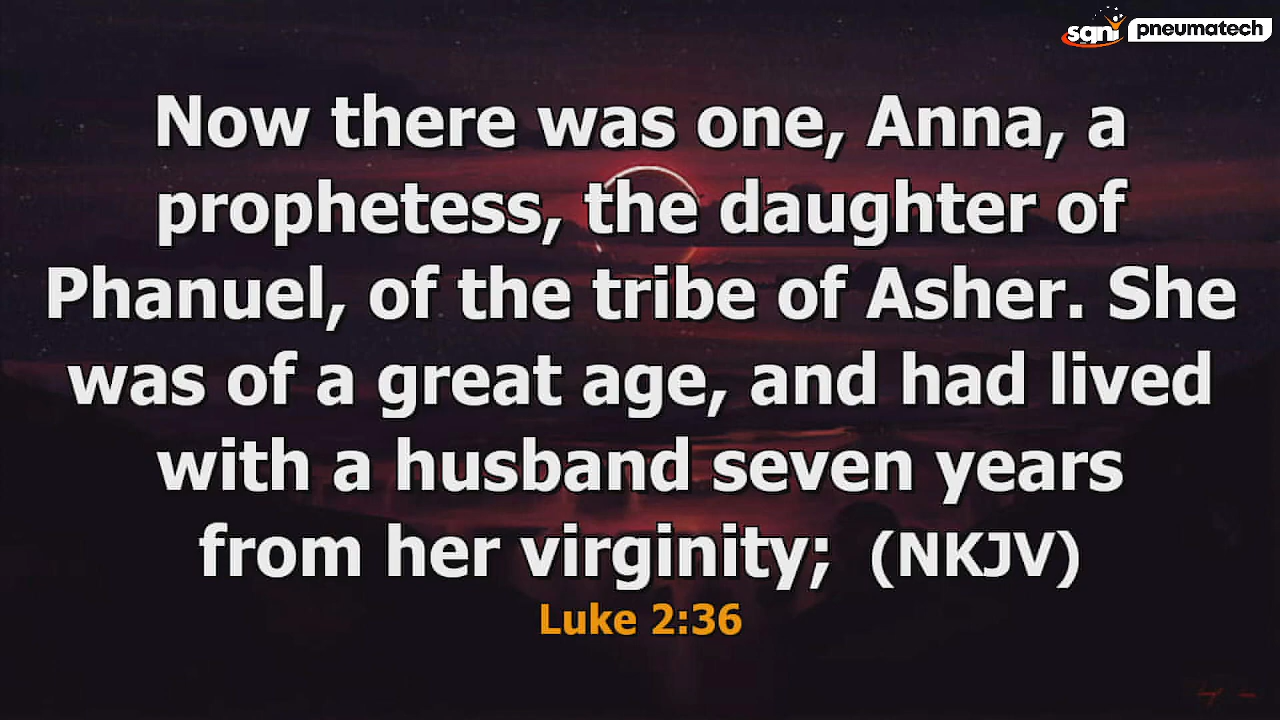 sqni pneumatech
Now there was one, Anna, a
prophetess, the daughter of
Phanuel, of the tribe of Asher. She
was of a great age, and had lived
with a husband seven years
from her virginity; (NKJV)
Luke 2:36